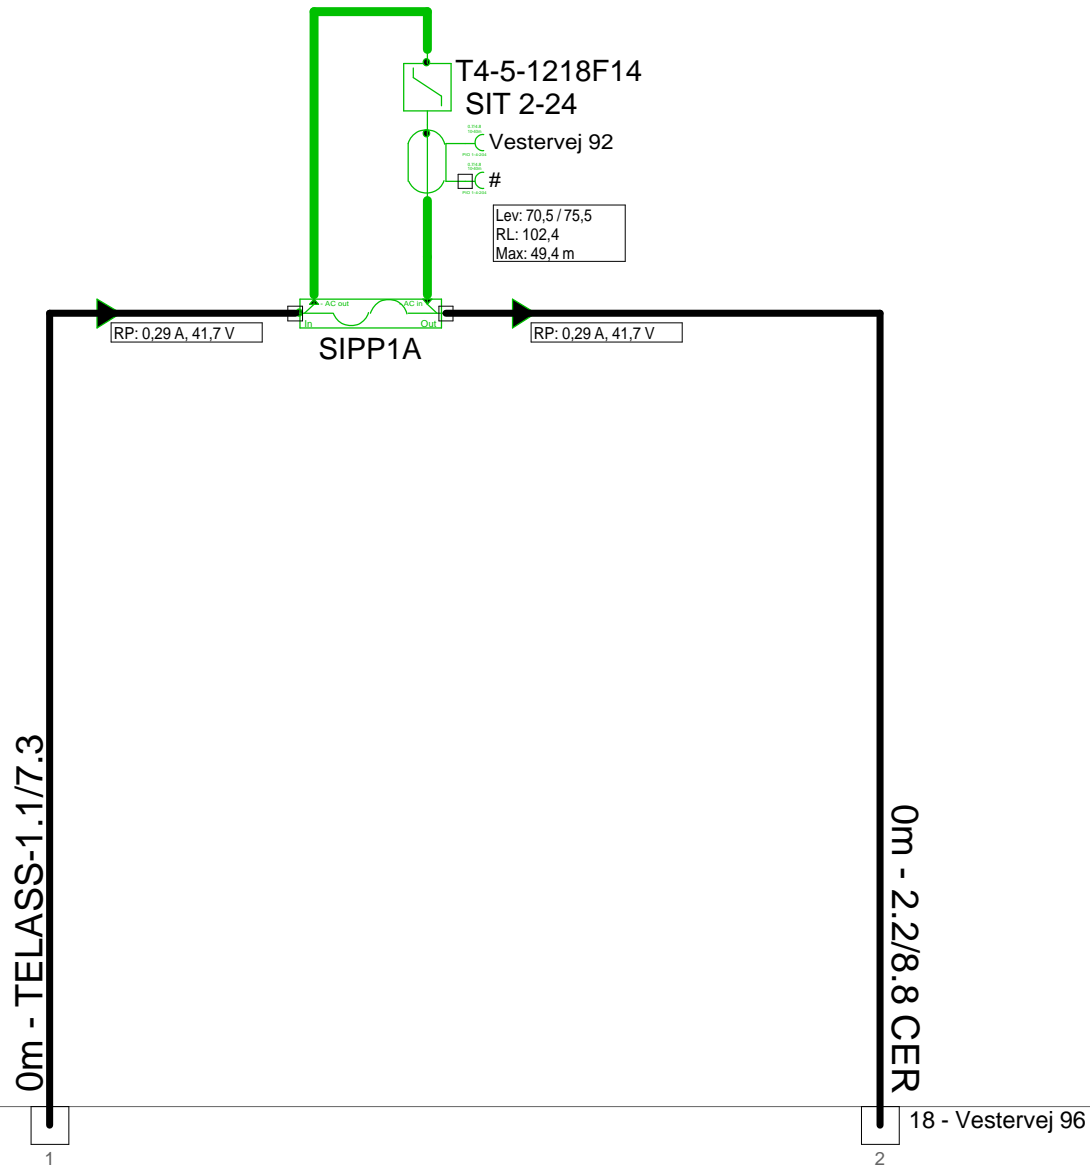 T4-5-1218F14
SIT 2-24
Vestervej 92
#
Lev: 70,5 / 75,5
RL: 102,4
Max: 49,4 m
AC out
AC in
In
Out
RP: 0,29 A, 41,7 V
SIPP1A
RP: 0,29 A, 41,7 V
0m - TELASS-1.1/7.3
0m - 2.2/8.8 CER
18 - Vestervej 96
1
2